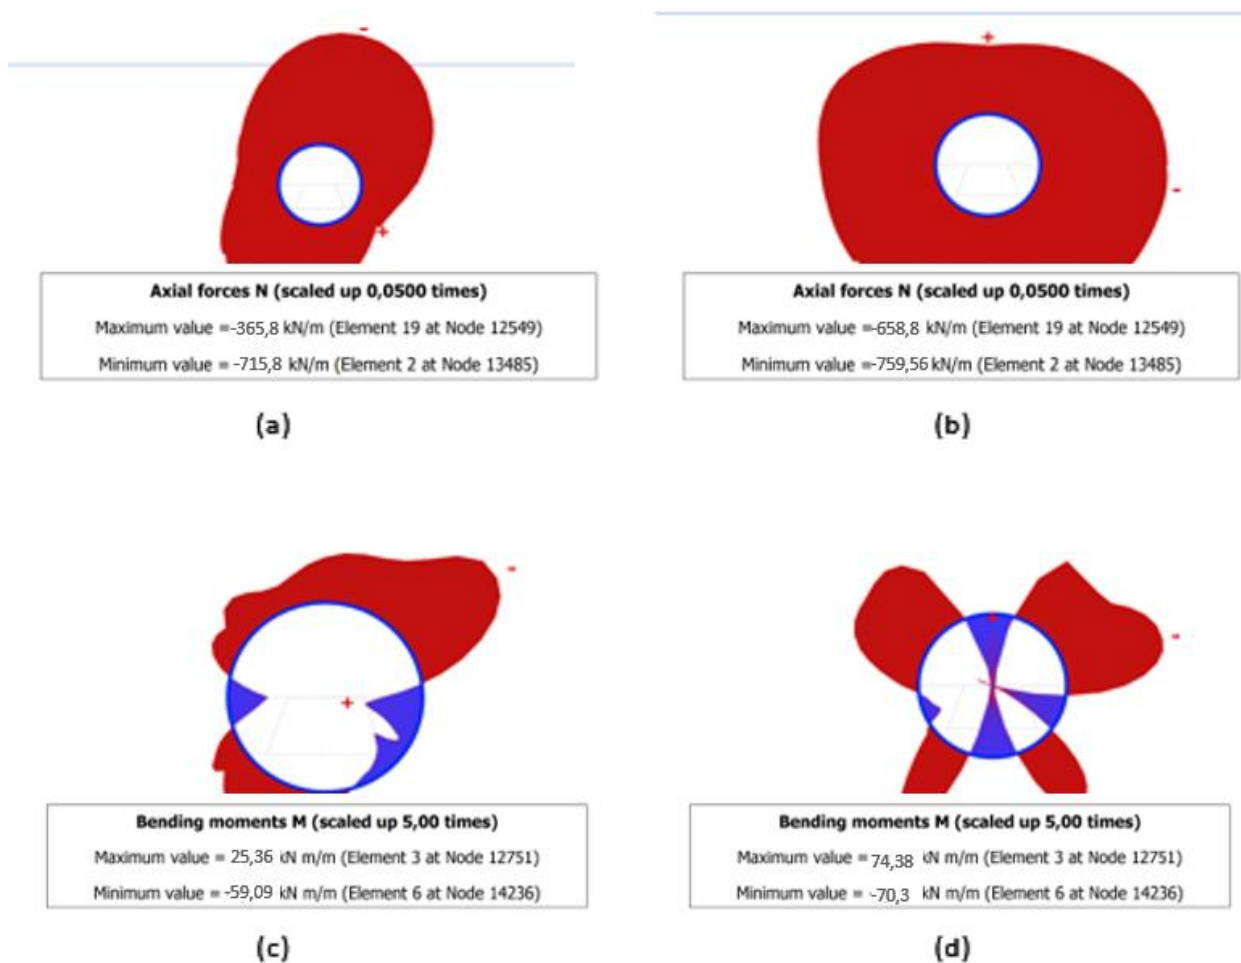 Axial forces N (scaled up 0,0500 times)
Maximum value =-365,8 kN/m (Element 19 at Node 12549)
Minimum value = -715,8 kN/m (Element 2 at Node 13485)
(a)
Axial forces N (scaled up 0,0500 times)
Maximum value =-658,8 kN/m (Element 19 at Node 12549)
Minimum value =-759,56 kN/m (Element 2 at Node 13485)
(b)
Bending moments M (scaled up 5,00 times)
Maximum value = 25,36 kN m/m (Element 3 at Node 12751)
Minimum value = -59,09 kN m/m (Element 6 at Node 14236)
(c)
Bending moments M (scaled up 5,00 times)
Maximum value = 74,38 kN m/m (Element 3 at Node 12751)
Minimum value = -70,3 kN m/m (Element 6 at Node 14236)
(d)